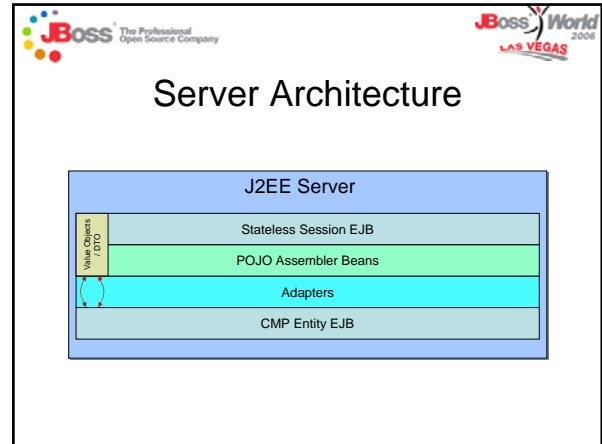 JBoss The Professional
Open Source Company
JBoss World
2006
LAS VEGAS
Server Architecture
J2EE Server
Value Objects
/ DTO
Stateless Session EJB
POJO Assembler Beans
Adapters
CMP Entity EJB